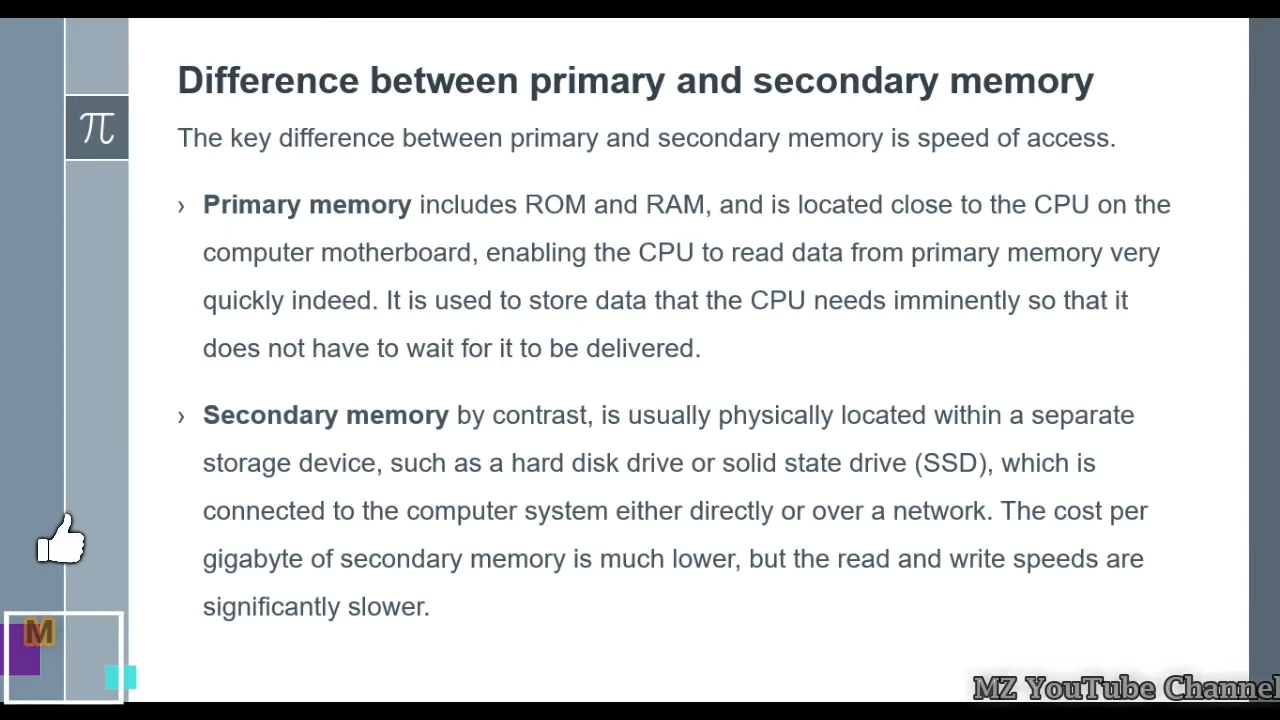 Difference between primary and secondary memory
π
The key difference between primary and secondary memory is speed of access.
› Primary memory includes ROM and RAM, and is located close to the CPU on the
computer motherboard, enabling the CPU to read data from primary memory very
quickly indeed. It is used to store data that the CPU needs imminently so that it
does not have to wait for it to be delivered.
› Secondary memory by contrast, is usually physically located within a separate
storage device, such as a hard disk drive or solid state drive (SSD), which is
connected to the computer system either directly or over a network. The cost per
gigabyte of secondary memory is much lower, but the read and write speeds are
significantly slower.
M
MZ YouTube Channel